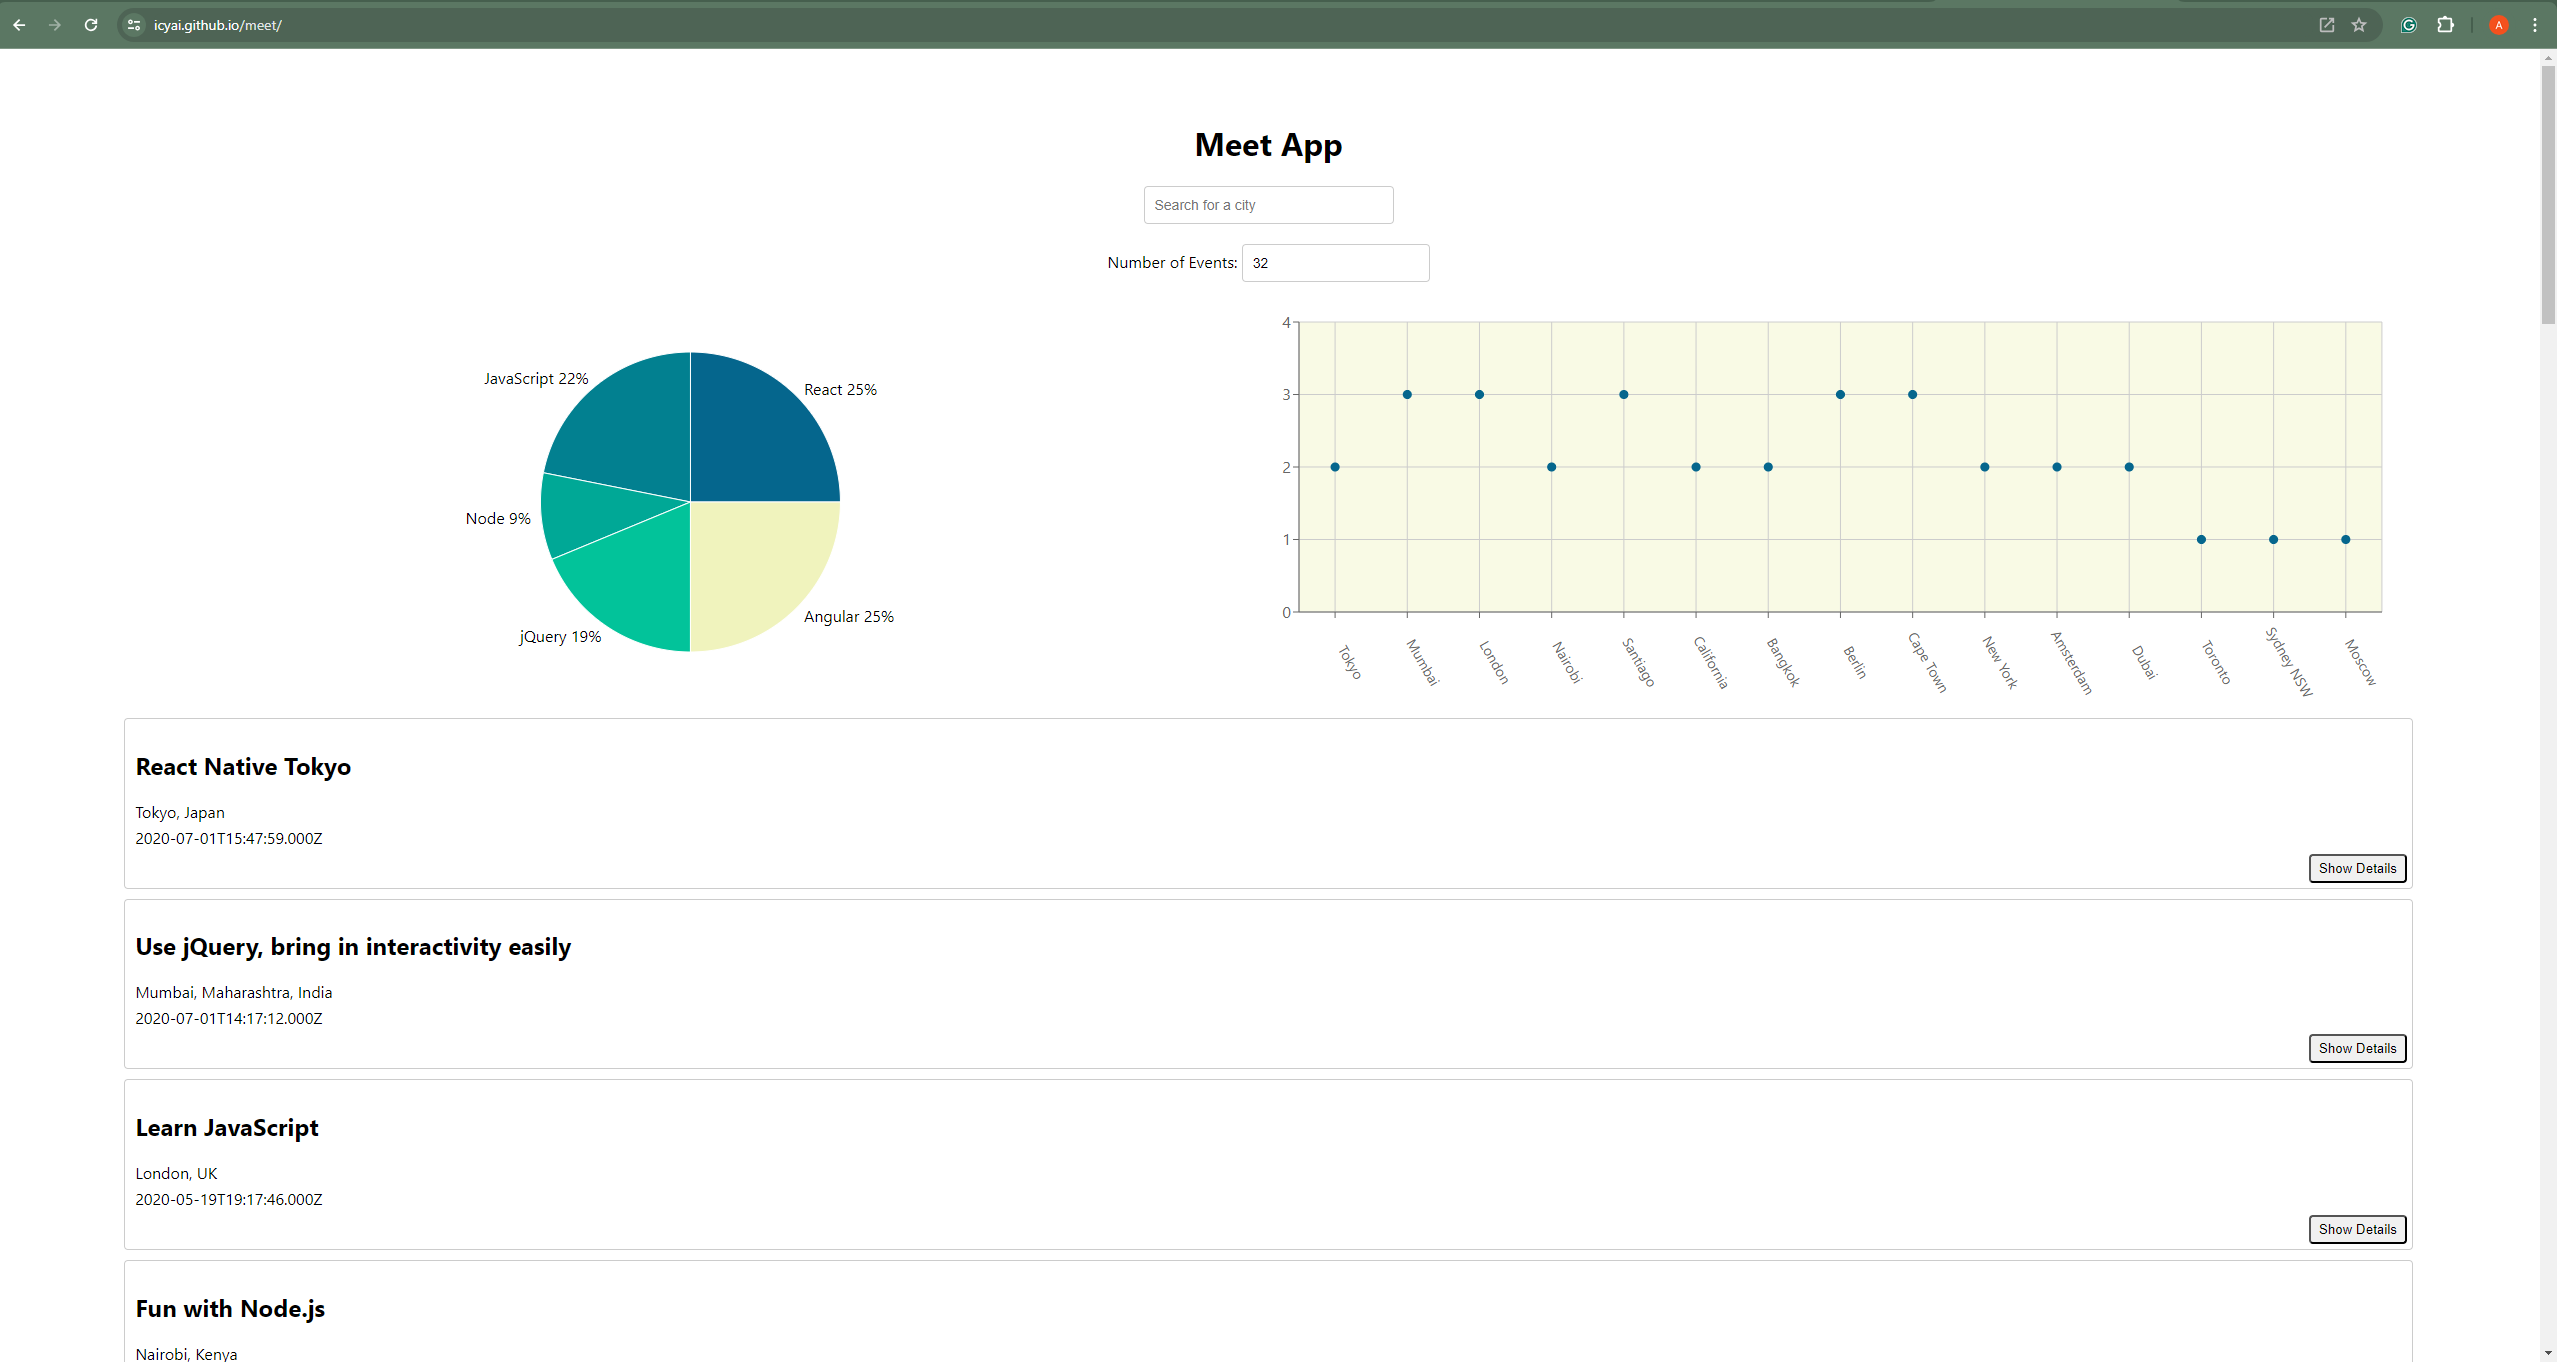 icyai.github.io/meet/
A
Meet App
Search for a city
Number of Events: 32
JavaScript 22%
React 25%
Node 9%
jQuery 19%
Angular 25%
4
3
2
1
0
Tokyo
Mumbai
London
Nairobi
Santiago
California
Bangkok
Berlin
Cape Town
New York
Amsterdam
Dubai
Toronto
Sydney NSW
Moscow
React Native Tokyo
Tokyo, Japan
2020-07-01T15:47:59.000Z
Show Details
Use jQuery, bring in interactivity easily
Mumbai, Maharashtra, India
2020-07-01T14:17:12.000Z
Show Details
Learn JavaScript
London, UK
2020-05-19T19:17:46.000Z
Show Details
Fun with Node.js
Nairobi, Kenya